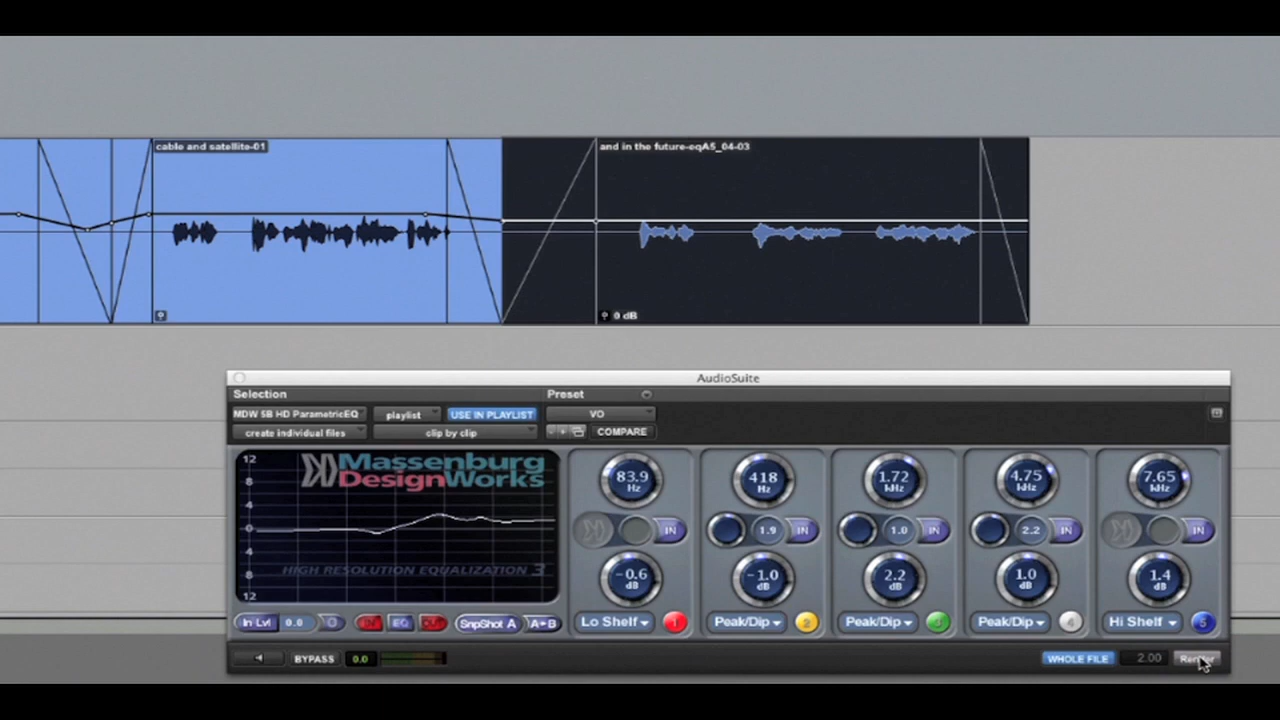 cable and satellite-01
and in the future-eqA5_04-03
0 dB
AudioSuite
Selection
Preset
MDW 5B HD ParametricEQ
playlist
USE IN PLAYLIST
VO
create individual files
clip by clip
- +
COMPARE
12
8
4
0
4
8
12
Massenburg
DesignWorks
HIGH RESOLUTION EQUALIZATION 3
83.9 Hz
418 Hz
1.72 kHz
4.75 kHz
7.65 kHz
IN
1.9 IN
1.0 IN
2.2 IN
IN
-0.6 dB
-1.0 dB
2.2 dB
1.0 dB
1.4 dB
In Lvl 0.0
IN EQ OUT
SnpShot A A▸B
Lo Shelf 1
Peak/Dip 2
Peak/Dip 3
Peak/Dip 4
Hi Shelf 5
BYPASS
0.0
WHOLE FILE
2.00